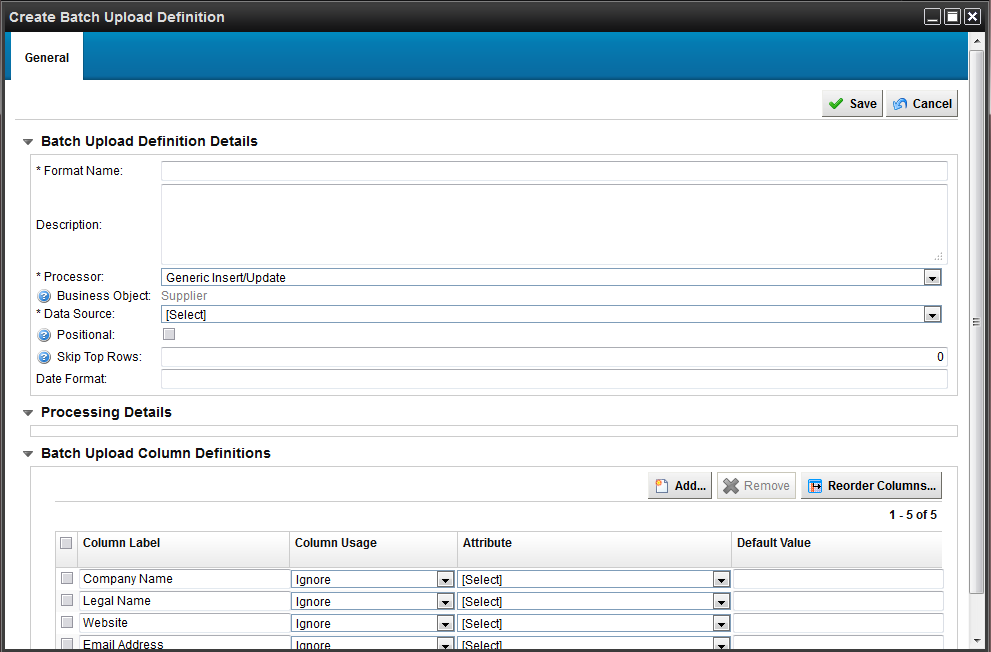 Create Batch Upload Definition
General
Save Cancel
Batch Upload Definition Details
* Format Name:
Description:
* Processor: Generic Insert/Update
Business Object: Supplier
* Data Source: [Select]
Positional:
Skip Top Rows: 0
Date Format:
Processing Details
Batch Upload Column Definitions
Add... Remove Reorder Columns...
1 - 5 of 5
Column Label Column Usage Attribute Default Value
Company Name Ignore [Select]
Legal Name Ignore [Select]
Website Ignore [Select]
Email Address Ignore [Select]